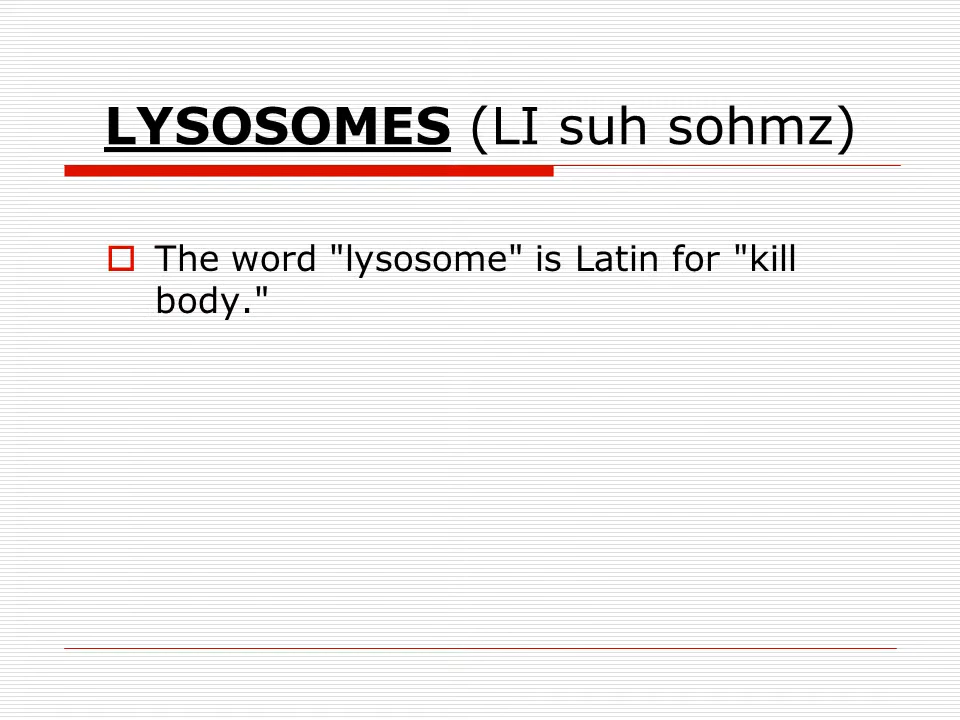 LYSOSOMES (LI suh sohmz)
The word "lysosome" is Latin for "kill
body."